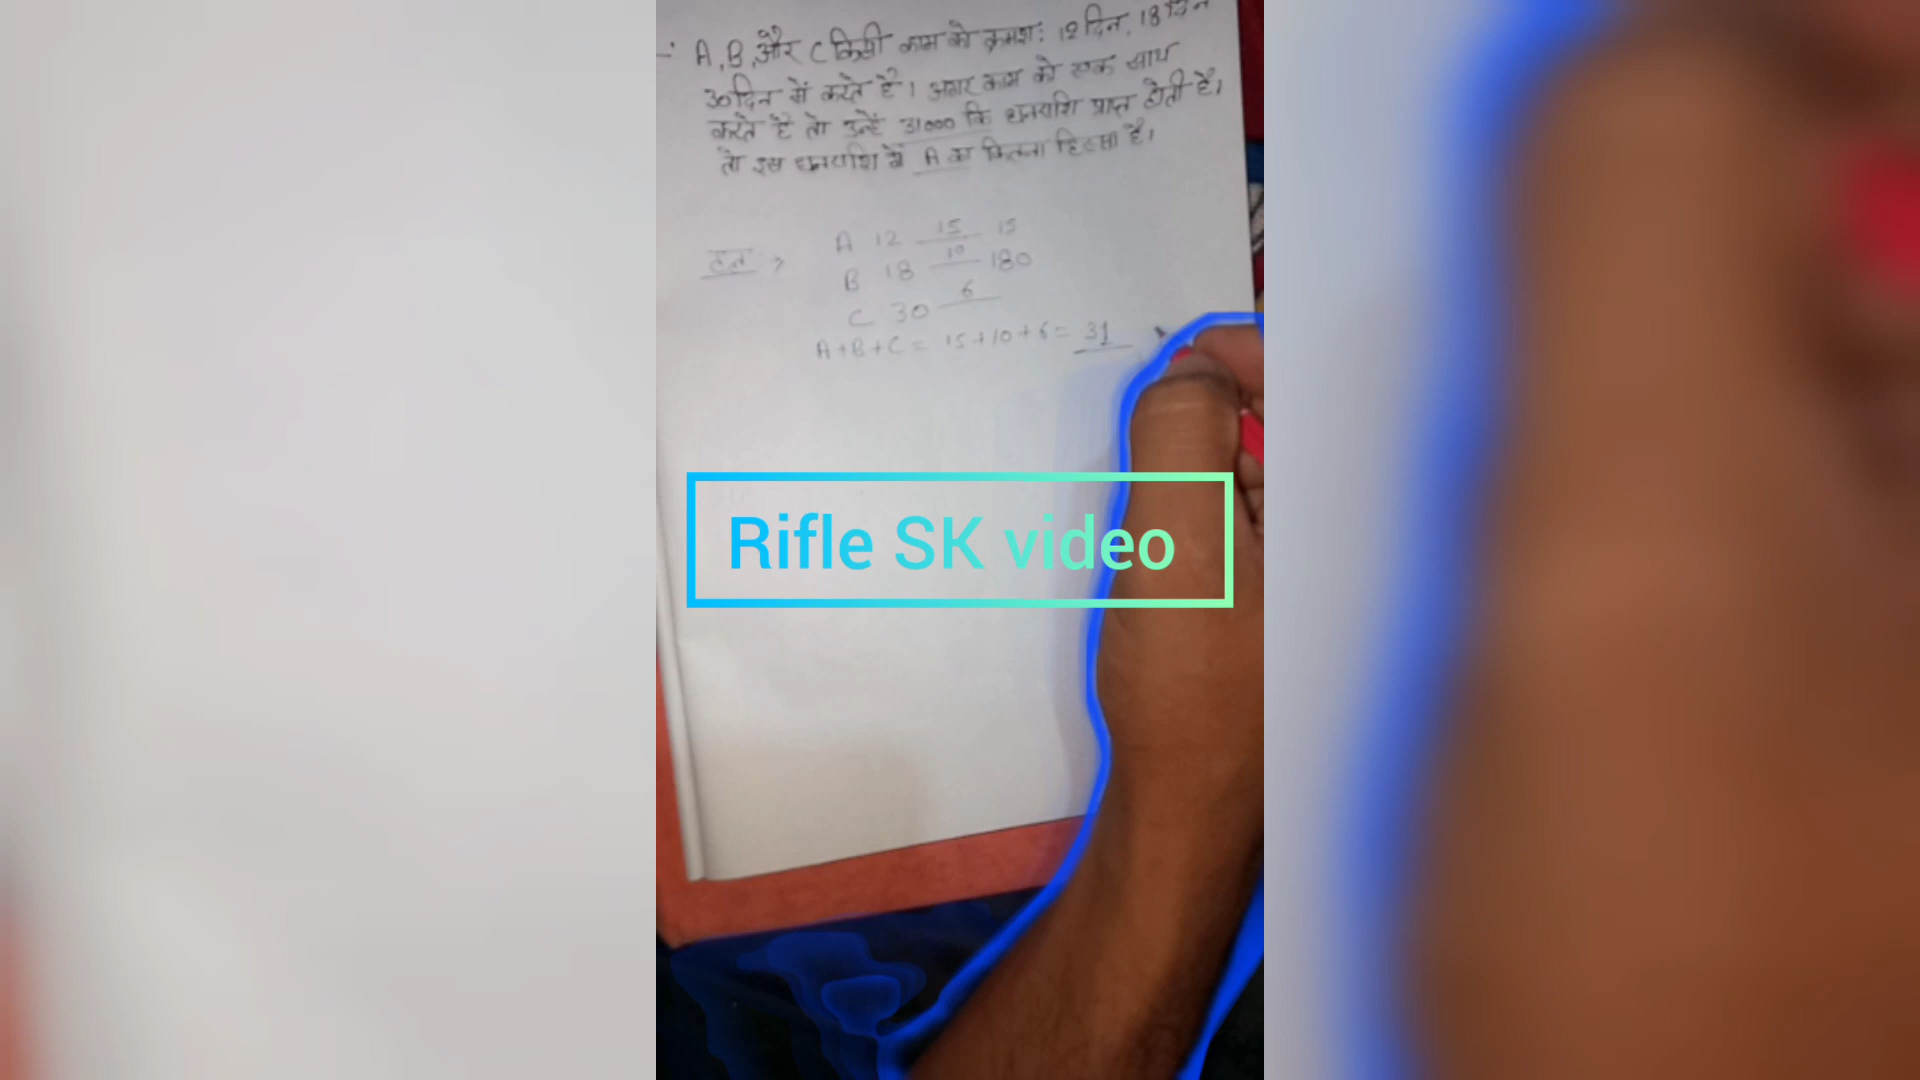 A, B, और C किसी काम को क्रमश: 12 दिन, 18 दिन
30 दिन में करते है। अगर काम को एक साथ
करते है तो उन्हें 31000 कि धनराशि प्राप्त होती है।
तो इस धनराशि में A का कितना हिस्सा है।
हल →
A 12 15 15
B 18 10 180
C 30 6
A+B+C = 15+10+6= 31
Rifle SK video